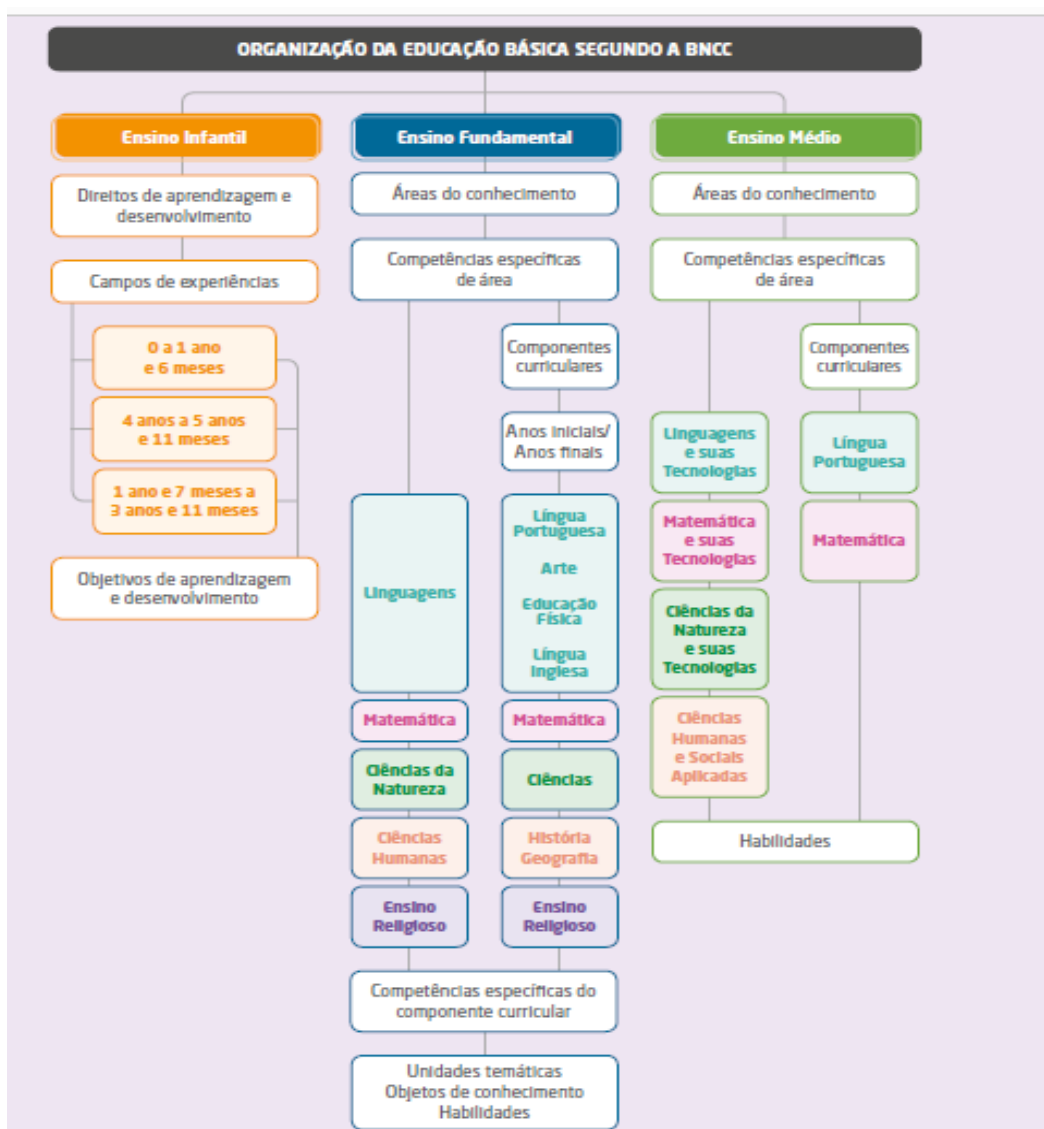 ORGANIZAÇÃO DA EDUCAÇÃO BÁSICA SEGUNDO A BNCC
Ensino Infantil
Direitos de aprendizagem e
desenvolvimento
Campos de experiências
0 a 1 ano
e 6 meses
4 anos a 5 anos
e 11 meses
1 ano e 7 meses a
3 anos e 11 meses
Objetivos de aprendizagem
e desenvolvimento
Ensino Fundamental
Áreas do conhecimento
Competências específicas
de área
Componentes
curriculares
Anos iniciais/
Anos finais
Linguagens
Língua
Portuguesa
Arte
Educação
Física
Língua
Inglesa
Matemática
Matemática
Ciências da
Natureza
Ciências
Ciências
Humanas
História
Geografia
Ensino
Religioso
Ensino
Religioso
Competências específicas do
componente curricular
Unidades temáticas
Objetos de conhecimento
Habilidades
Ensino Médio
Áreas do conhecimento
Competências específicas
de área
Componentes
curriculares
Linguagens
e suas
Tecnologias
Língua
Portuguesa
Matemática
e suas
Tecnologias
Matemática
Ciências da
Natureza
e suas
Tecnologias
Ciências
Humanas
e Sociais
Aplicadas
Habilidades